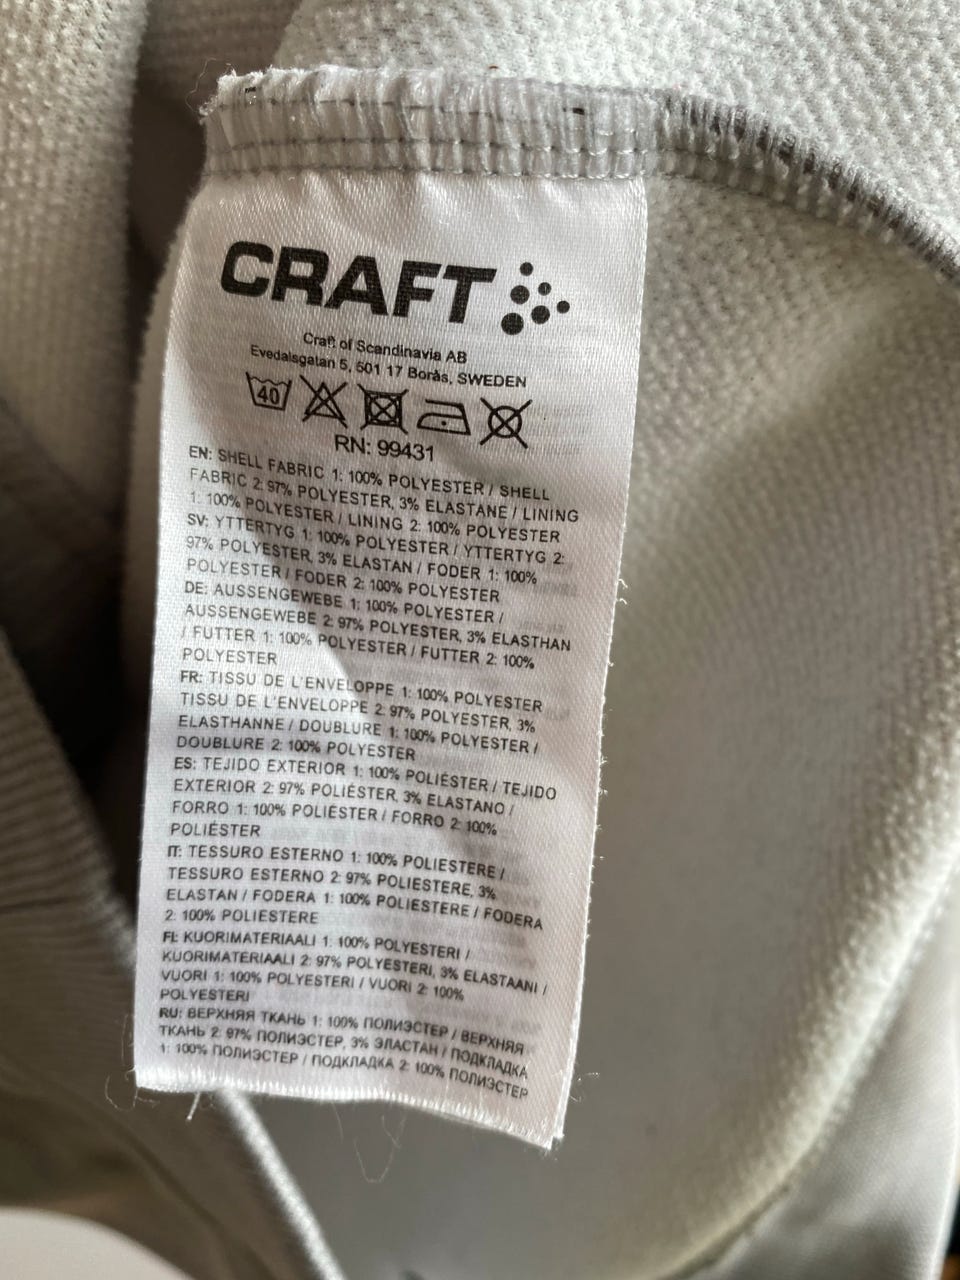 CRAFT
Craft of Scandinavia AB
Evedalsgatan 5, 501 17 Borås, SWEDEN
40
RN: 99431
EN: SHELL FABRIC 1: 100% POLYESTER / SHELL
FABRIC 2: 97% POLYESTER, 3% ELASTANE / LINING
1: 100% POLYESTER / LINING 2: 100% POLYESTER
SV: YTTERTYG 1: 100% POLYESTER / YTTERTYG 2:
97% POLYESTER, 3% ELASTAN / FODER 1: 100%
POLYESTER / FODER 2: 100% POLYESTER
DE: AUSSENGEWEBE 1: 100% POLYESTER /
AUSSENGEWEBE 2: 97% POLYESTER, 3% ELASTHAN
/ FUTTER 1: 100% POLYESTER / FUTTER 2: 100%
POLYESTER
FR: TISSU DE L'ENVELOPPE 1: 100% POLYESTER
TISSU DE L'ENVELOPPE 2: 97% POLYESTER, 3%
ELASTHANNE / DOUBLURE 1: 100% POLYESTER /
DOUBLURE 2: 100% POLYESTER
ES: TEJIDO EXTERIOR 1: 100% POLIÉSTER / TEJIDO
EXTERIOR 2: 97% POLIÉSTER, 3% ELASTANO /
FORRO 1: 100% POLIÉSTER / FORRO 2: 100%
POLIÉSTER
IT: TESSURO ESTERNO 1: 100% POLIESTERE /
TESSURO ESTERNO 2: 97% POLIESTERE, 3%
ELASTAN / FODERA 1: 100% POLIESTERE / FODERA
2: 100% POLIESTERE
FI: KUORIMATERIAALI 1: 100% POLYESTERI /
KUORIMATERIAALI 2: 97% POLYESTERI, 3% ELASTAANI /
VUORI 1: 100% POLYESTERI / VUORI 2: 100%
POLYESTERI
RU: ВЕРХНЯЯ ТКАНЬ 1: 100% ПОЛИЭСТЕР / ВЕРХНЯЯ
ТКАНЬ 2: 97% ПОЛИЭСТЕР, 3% ЭЛАСТАН / ПОДКЛАДКА
1: 100% ПОЛИЭСТЕР / ПОДКЛАДКА 2: 100% ПОЛИЭСТЕР